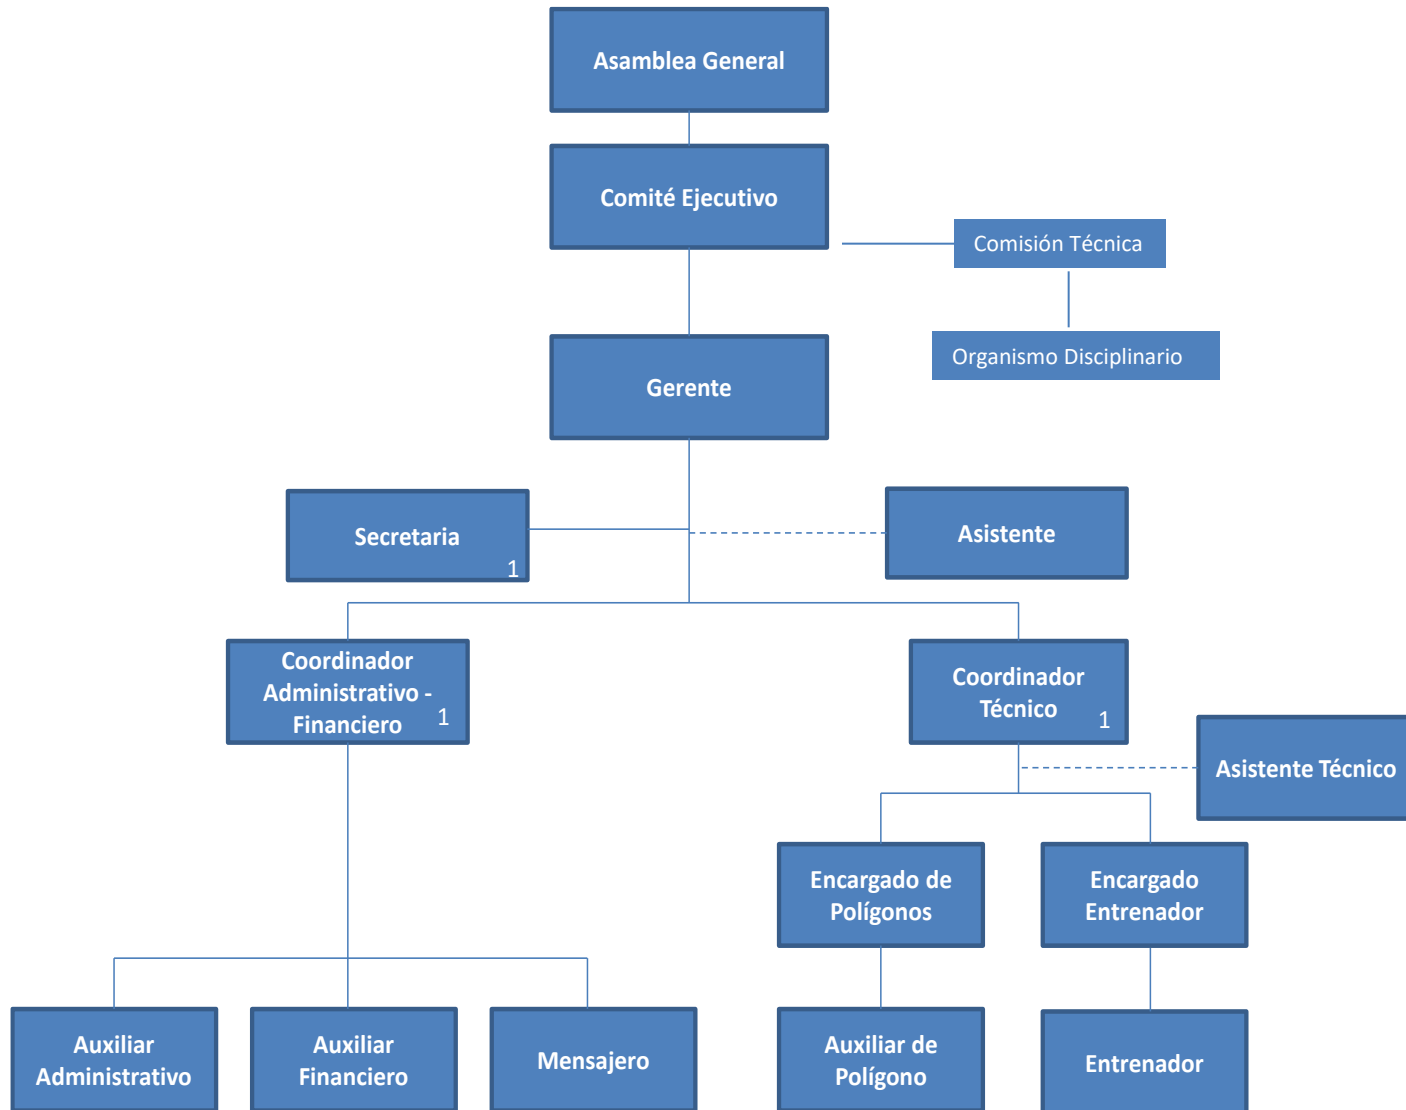 Asamblea General
Comité Ejecutivo
Comisión Técnica
Organismo Disciplinario
Gerente
Secretaria
1
Asistente
Coordinador
Administrativo -
Financiero
1
Coordinador
Técnico
1
Asistente Técnico
Encargado de
Polígonos
Encargado
Entrenador
Auxiliar
Administrativo
Auxiliar
Financiero
Mensajero
Auxiliar de
Polígono
Entrenador